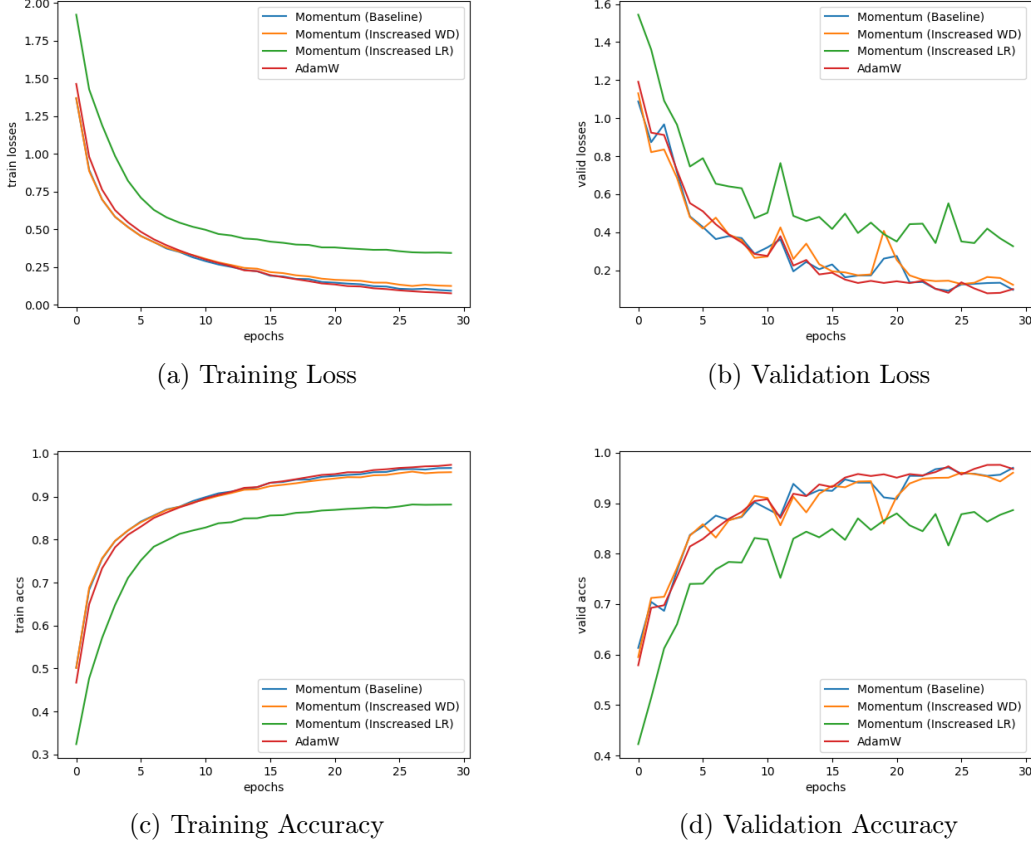 2.00
1.75
1.50
1.25
1.00
0.75
0.50
0.25
0.00
train losses
0 5 10 15 20 25 30
epochs
Momentum (Baseline)
Momentum (Inscreased WD)
Momentum (Inscreased LR)
AdamW
(a) Training Loss
1.6
1.4
1.2
1.0
0.8
0.6
0.4
0.2
valid losses
0 5 10 15 20 25 30
epochs
Momentum (Baseline)
Momentum (Inscreased WD)
Momentum (Inscreased LR)
AdamW
(b) Validation Loss
1.0
0.9
0.8
0.7
0.6
0.5
0.4
0.3
train accs
0 5 10 15 20 25 30
epochs
Momentum (Baseline)
Momentum (Inscreased WD)
Momentum (Inscreased LR)
AdamW
(c) Training Accuracy
1.0
0.9
0.8
0.7
0.6
0.5
0.4
valid accs
0 5 10 15 20 25 30
epochs
Momentum (Baseline)
Momentum (Inscreased WD)
Momentum (Inscreased LR)
AdamW
(d) Validation Accuracy